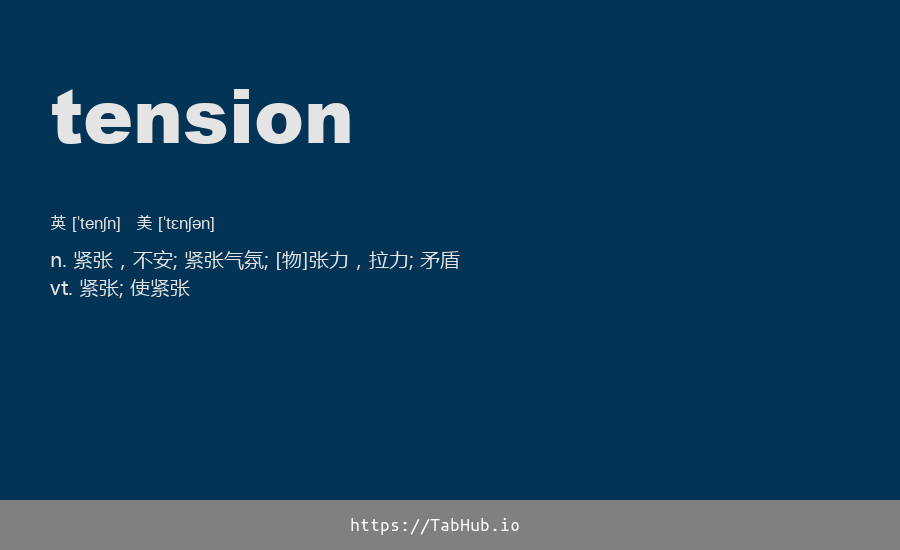 tension
英 [ˈtenʃn] 美 [ˈtɛnʃən]
n. 紧张，不安; 紧张气氛; [物]张力，拉力; 矛盾
vt. 紧张; 使紧张
https://TabHub.io